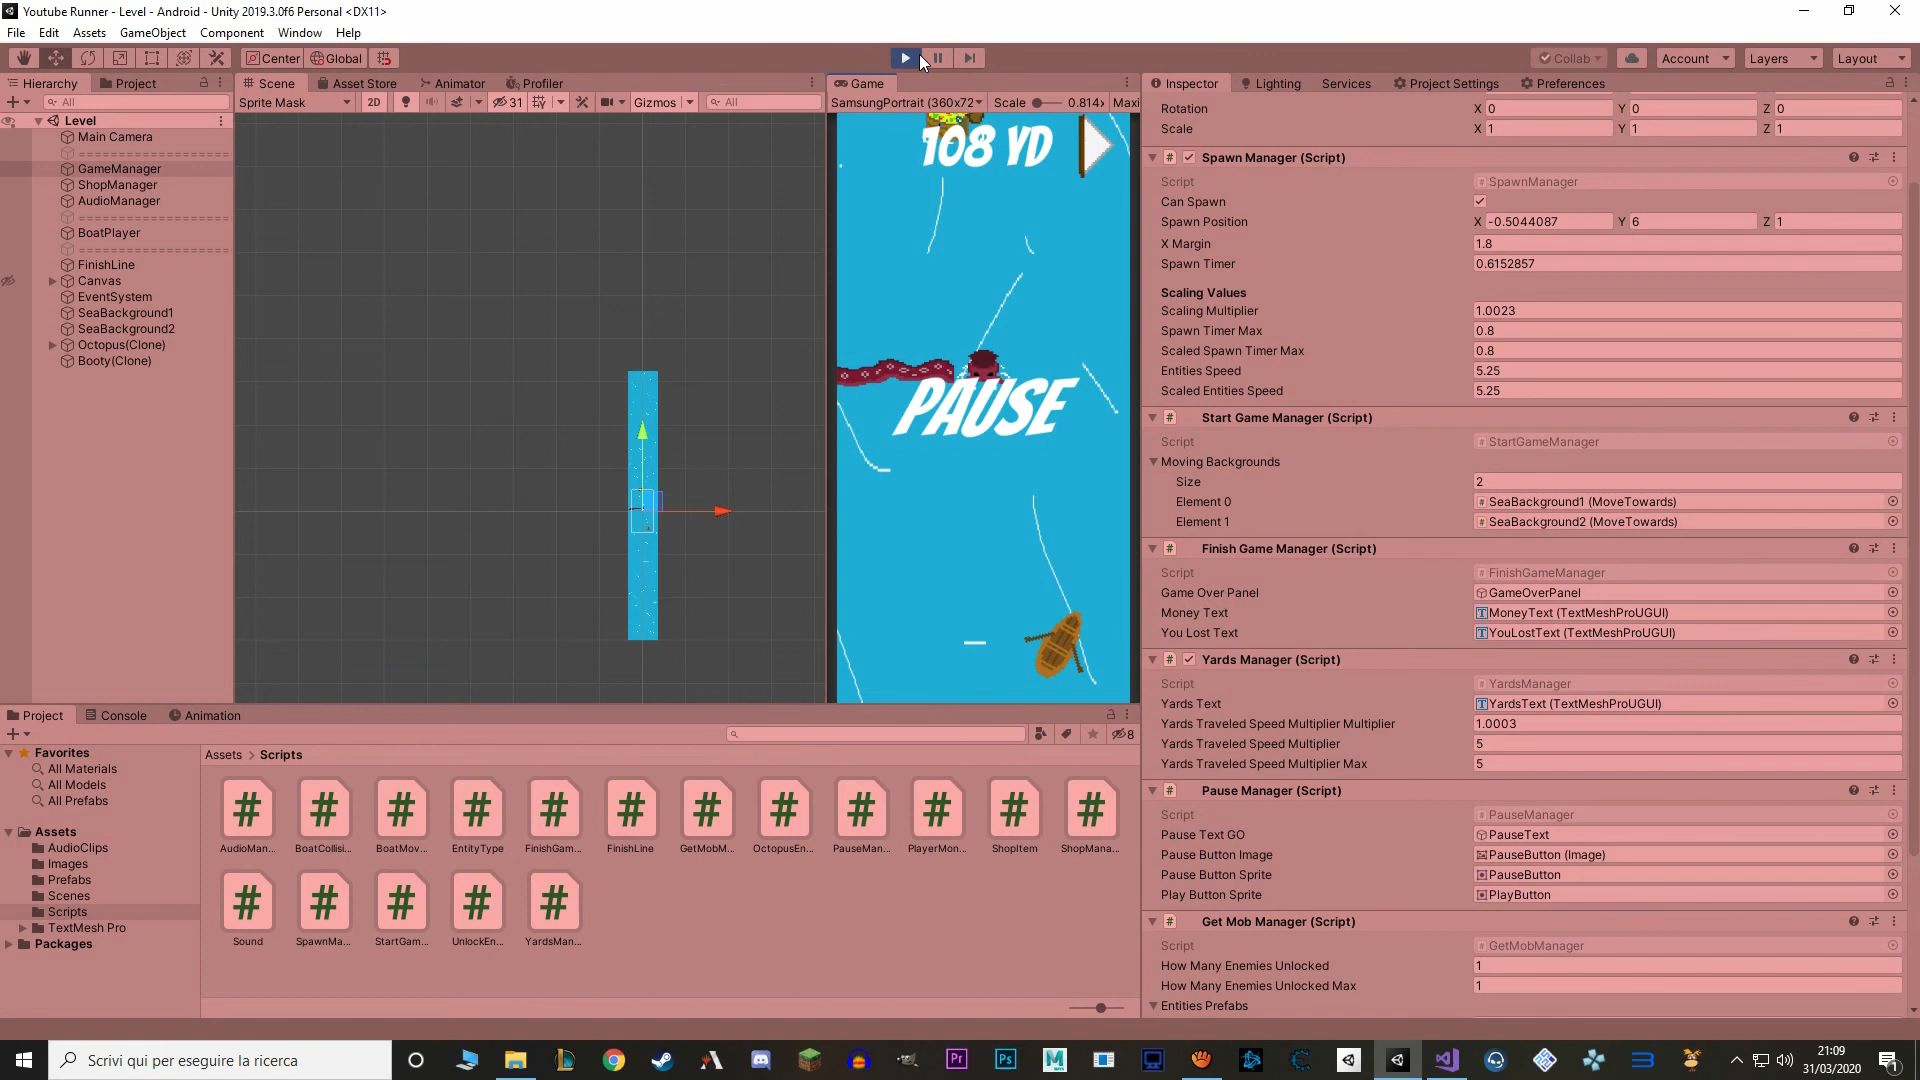 Youtube Runner - Level - Android - Unity 2019.3.0f6 Personal <DX11>
File Edit Assets GameObject Component Window Help
Center Global Collab Account Layers Layout
Hierarchy Project Scene Asset Store Animator Profiler Game Inspector Lighting Services Project Settings Preferences
All Sprite Mask 2D 31 Gizmos All SamsungPortrait (360x72 Scale 0.814x Maxi
Level
Main Camera
GameManager
ShopManager
AudioManager
BoatPlayer
FinishLine
Canvas
EventSystem
SeaBackground1
SeaBackground2
Octopus(Clone)
Booty(Clone)
108 YD
PAUSE
Rotation X 0 Y 0 Z 0
Scale X 1 Y 1 Z 1
Spawn Manager (Script)
Script SpawnManager
Can Spawn
Spawn Position X -0.5044087 Y 6 Z 1
X Margin 1.8
Spawn Timer 0.6152857
Scaling Values
Scaling Multiplier 1.0023
Spawn Timer Max 0.8
Scaled Spawn Timer Max 0.8
Entities Speed 5.25
Scaled Entities Speed 5.25
Start Game Manager (Script)
Script StartGameManager
Moving Backgrounds
Size 2
Element 0 SeaBackground1 (MoveTowards)
Element 1 SeaBackground2 (MoveTowards)
Finish Game Manager (Script)
Script FinishGameManager
Game Over Panel GameOverPanel
Money Text MoneyText (TextMeshProUGUI)
You Lost Text YouLostText (TextMeshProUGUI)
Yards Manager (Script)
Script YardsManager
Yards Text YardsText (TextMeshProUGUI)
Yards Traveled Speed Multiplier Multiplier 1.0003
Yards Traveled Speed Multiplier 5
Yards Traveled Speed Multiplier Max 5
Pause Manager (Script)
Script PauseManager
Pause Text GO PauseText
Pause Button Image PauseButton (Image)
Pause Button Sprite PauseButton
Play Button Sprite PlayButton
Get Mob Manager (Script)
Script GetMobManager
How Many Enemies Unlocked 1
How Many Enemies Unlocked Max 1
Entities Prefabs
Project Console Animation
8
Favorites
All Materials
All Models
All Prefabs
Assets
AudioClips
Images
Prefabs
Scenes
Scripts
TextMesh Pro
Packages
Assets > Scripts
AudioMan... BoatCollisi... BoatMov... EntityType FinishGam... FinishLine GetMobM... OctopusEn... PauseMan... PlayerMon... ShopItem ShopMana...
Sound SpawnMa... StartGam... UnlockEn... YardsMan...
Scrivi qui per eseguire la ricerca
Pr Ps M
21:09
31/03/2020
1